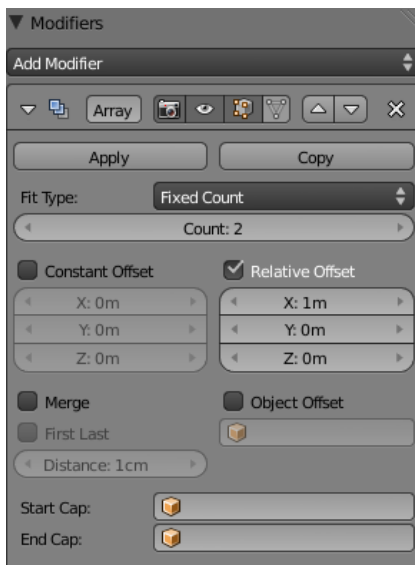 Modifiers
Add Modifier
Array
Apply Copy
Fit Type: Fixed Count
Count: 2
Constant Offset Relative Offset
X: 0m X: 1m
Y: 0m Y: 0m
Z: 0m Z: 0m
Merge Object Offset
First Last
Distance: 1cm
Start Cap:
End Cap: